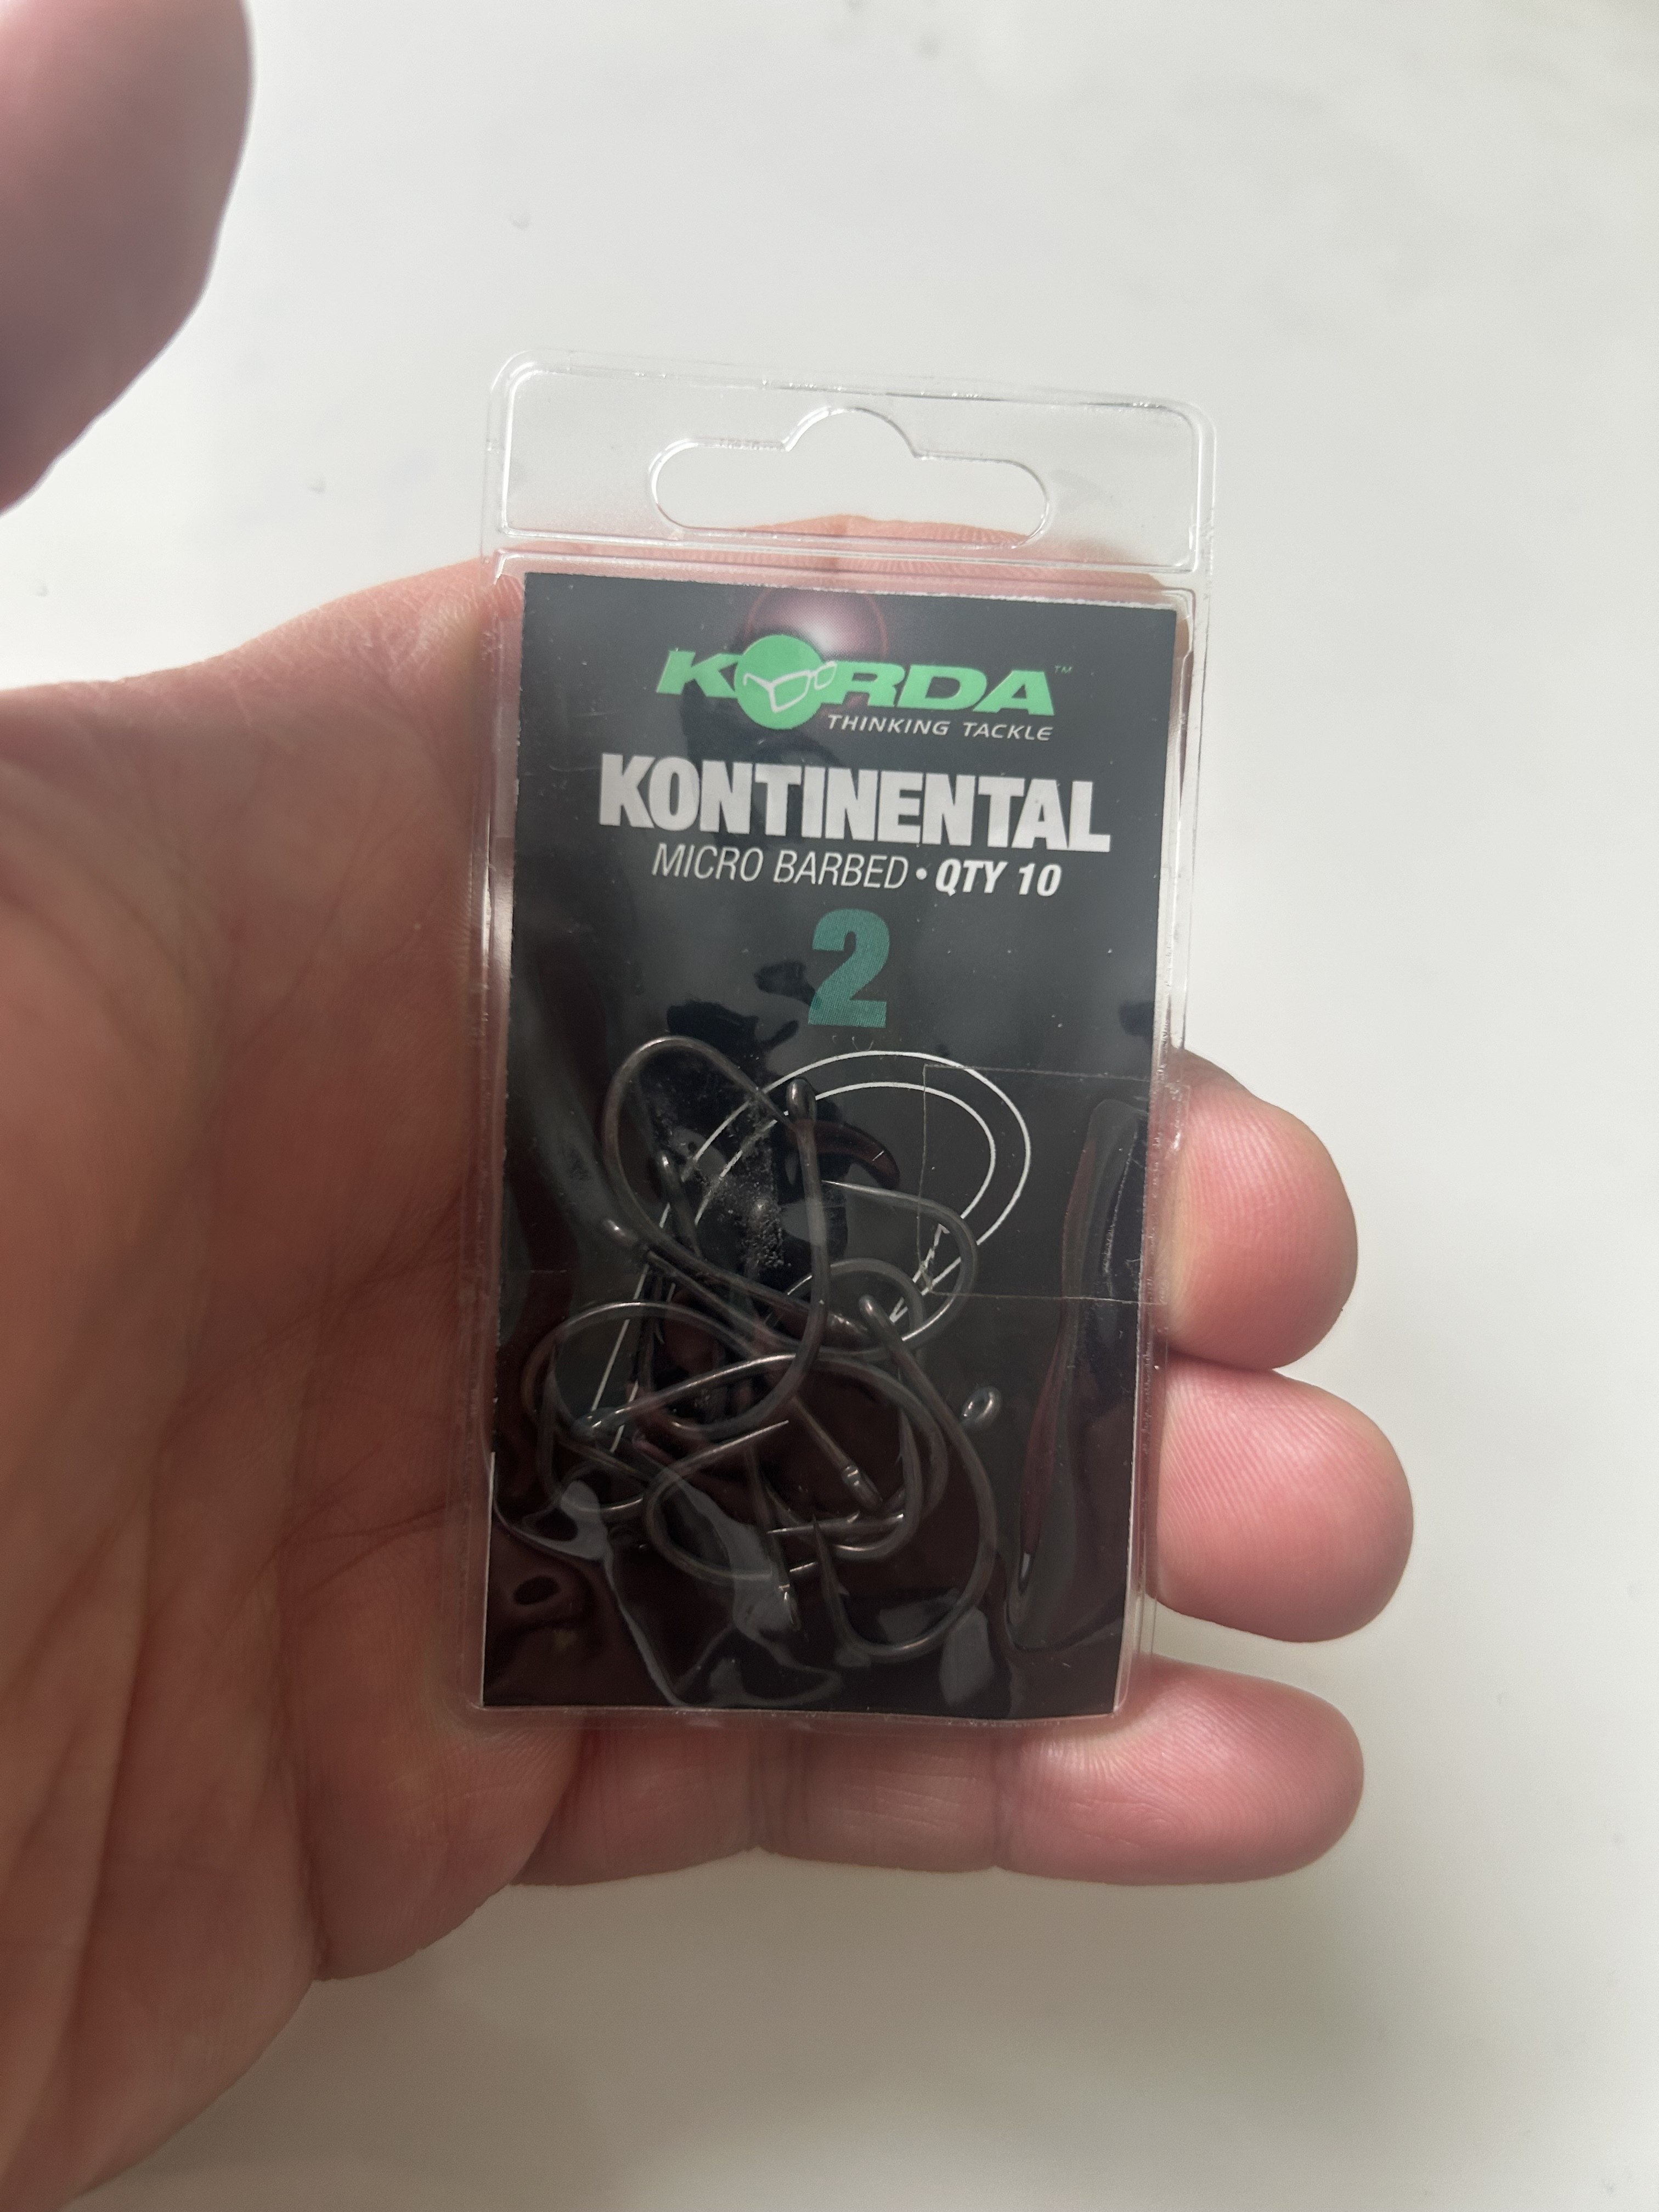 KORDA™
THINKING TACKLE
KONTINENTAL
MICRO BARBED • QTY 10
2